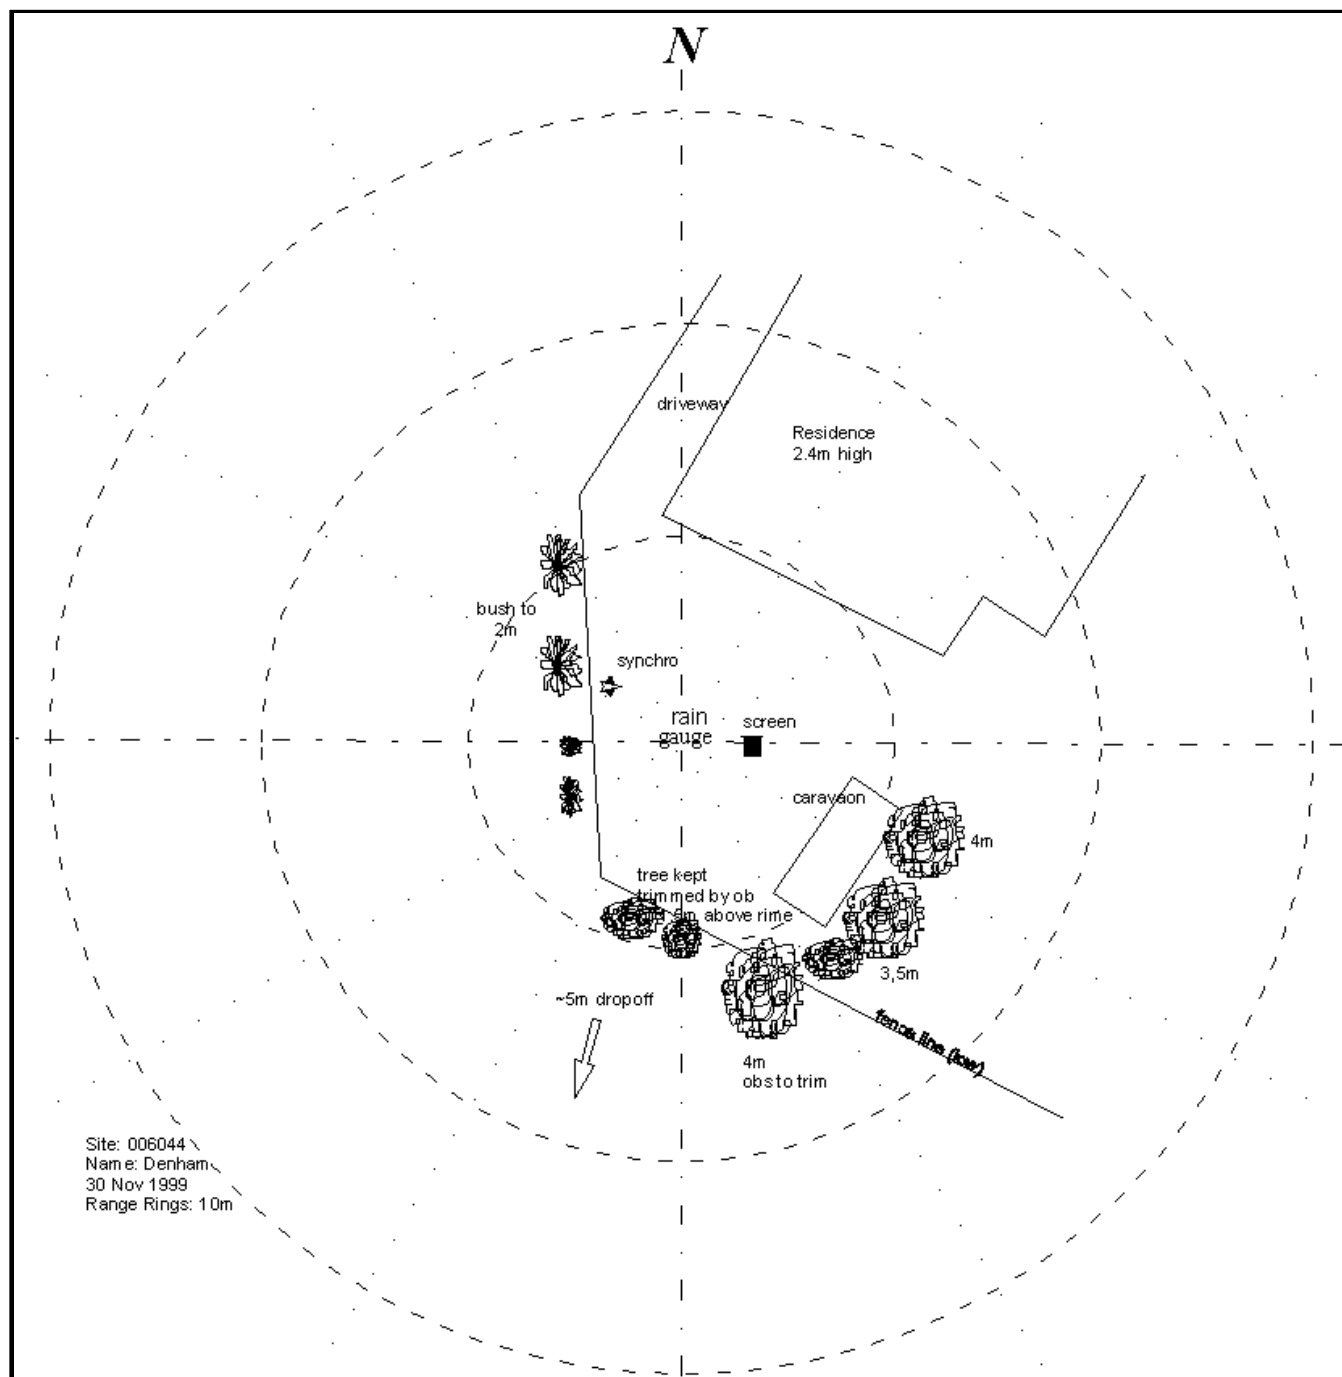 N
driveway
Residence
2.4m high
bush to
2m
synchro
rain
gauge
screen
caravaon
4m
tree kept
trimmed by ob
5m above rime
3,5m
~5m dropoff
fence line (low)
4m
obs to trim
Site: 006044
Name: Denham
30 Nov 1999
Range Rings: 10m